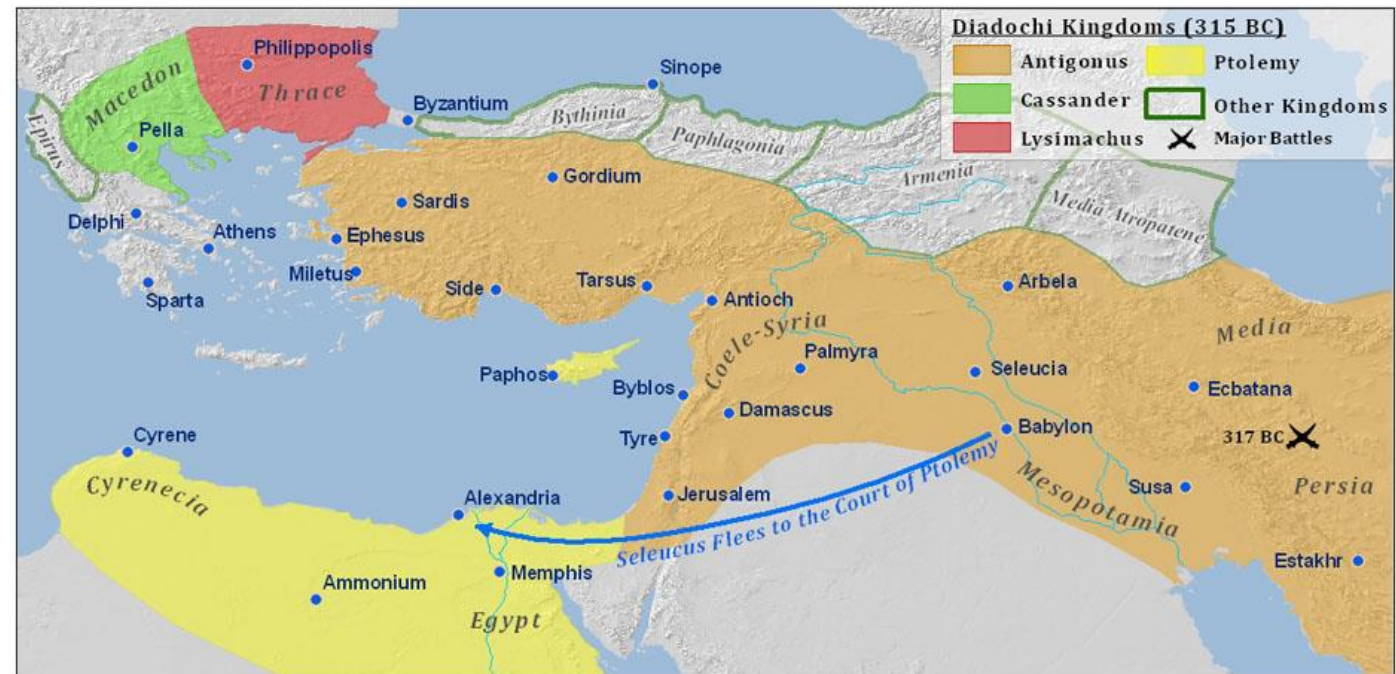 Diadochi Kingdoms (315 BC)
Antigonus
Ptolemy
Cassander
Other Kingdoms
Lysimachus
Major Battles
Philippopolis
Macedon
Thrace
Sinope
Byzantium
Bythinia
Epirus
Pella
Paphlagonia
Armenia
Gordium
Media Atropatene
Sardis
Delphi
Athens
Ephesus
Miletus
Side
Tarsus
Antioch
Arbela
Sparta
Coele-Syria
Media
Palmyra
Seleucia
Paphos
Byblos
Ecbatana
Damascus
Cyrene
Tyre
Babylon
317 BC
Seleucus Flees to the Court of Ptolemy
Cyrenecia
Alexandria
Jerusalem
Mesopotamia
Susa
Persia
Memphis
Ammonium
Estakhr
Egypt